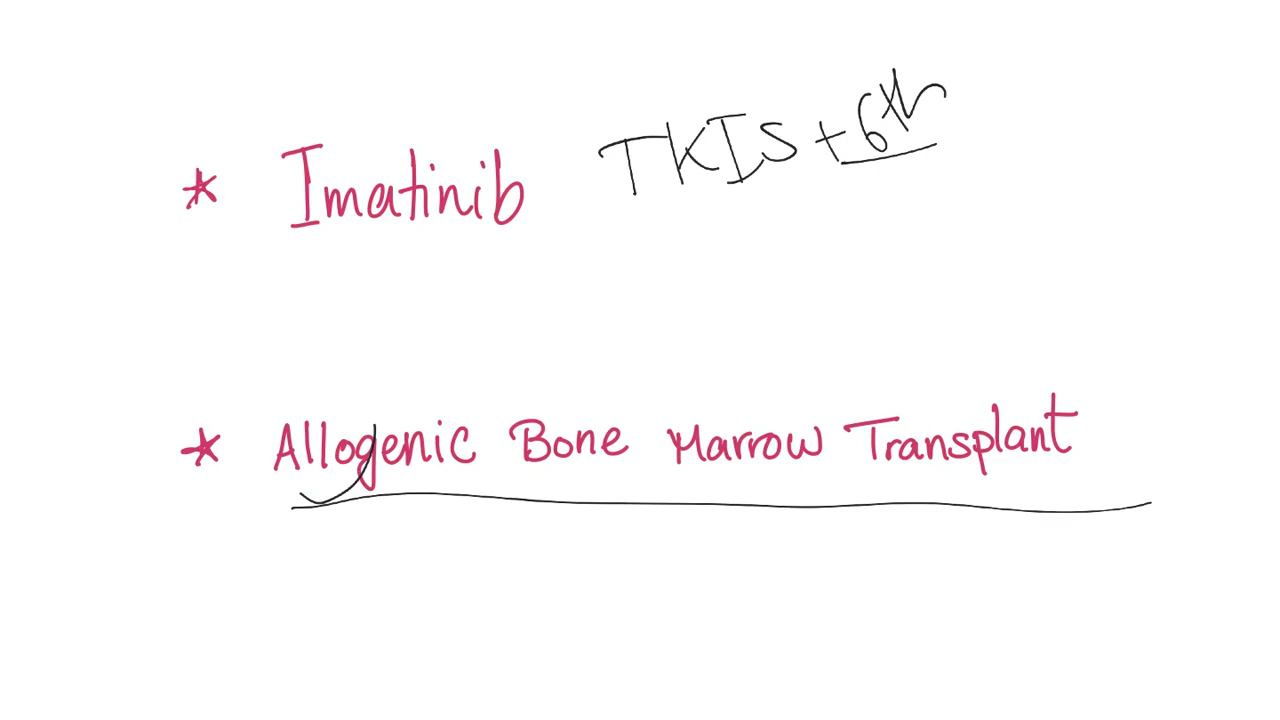 * Imatinib TKIS + 6th
* Allogenic Bone Marrow Transplant